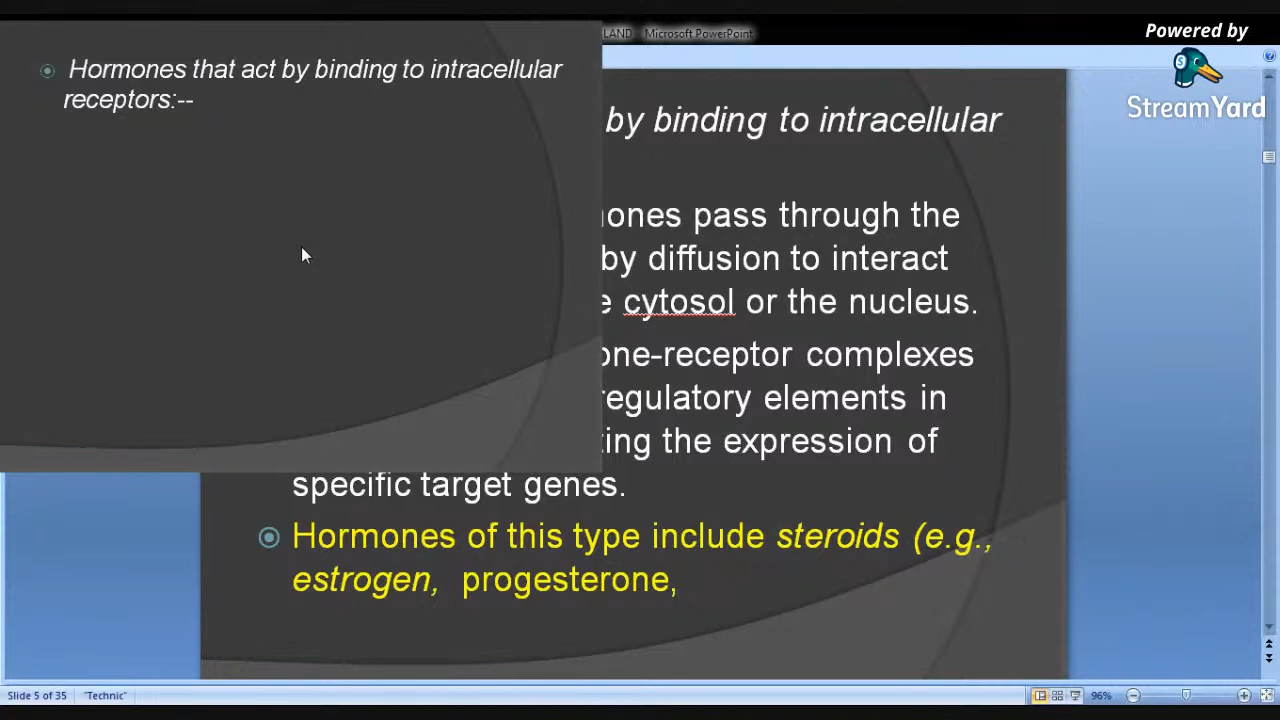 LAND Microsoft PowerPoint
Powered by
StreamYard
Hormones that act by binding to intracellular
receptors:--
by binding to intracellular
ones pass through the
by diffusion to interact
cytosol or the nucleus.
one-receptor complexes
regulatory elements in
ting the expression of
specific target genes.
Hormones of this type include steroids (e.g.,
estrogen, progesterone,
Slide 5 of 35 "Technic" 96%